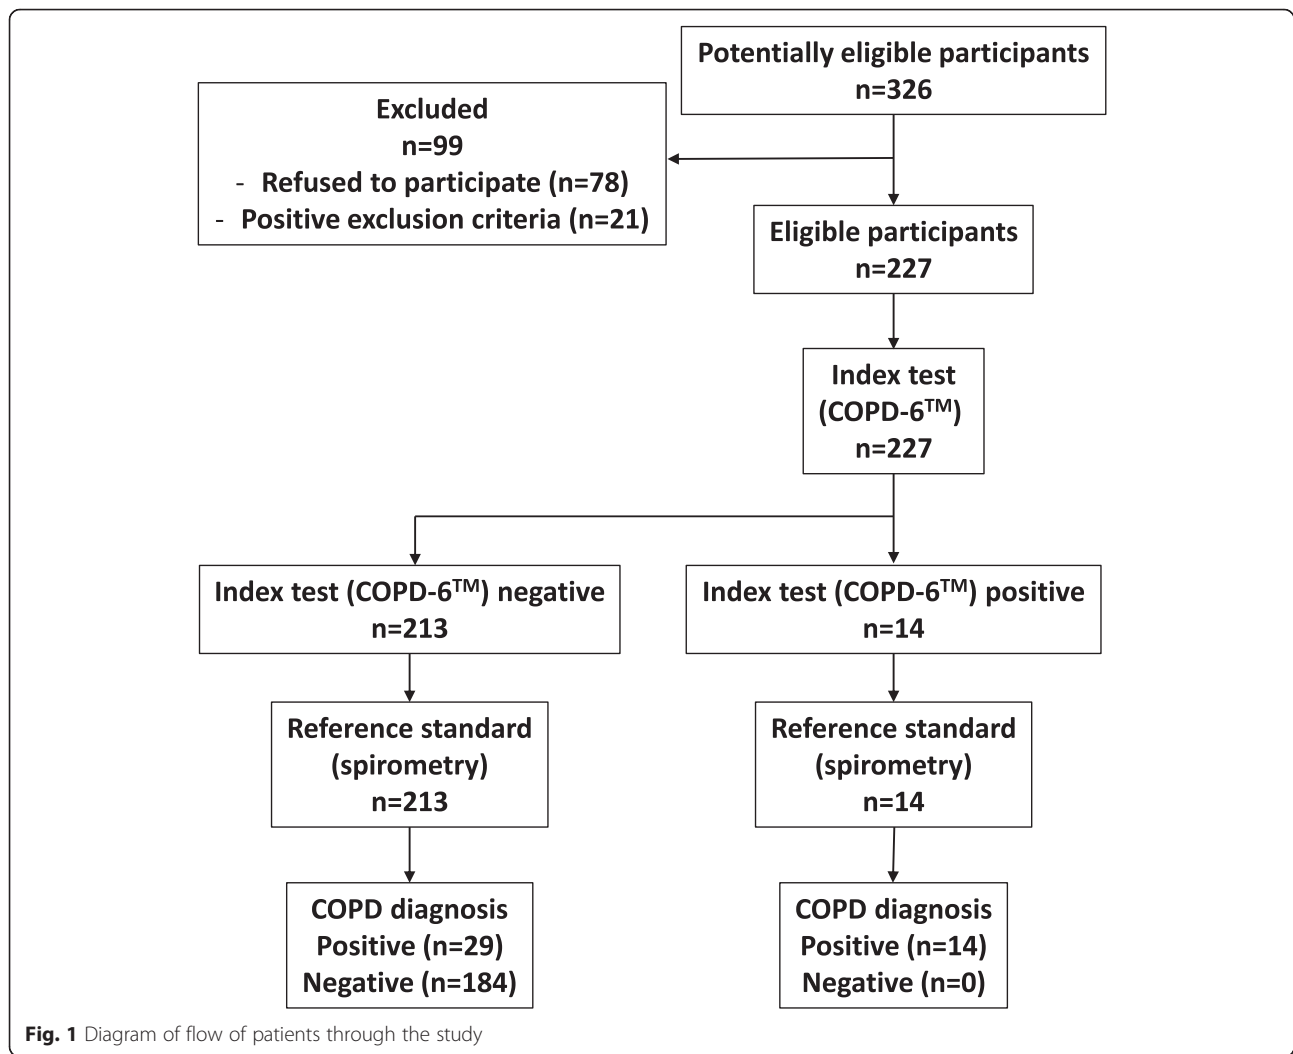 Potentially eligible participants
n=326
Excluded
n=99
- Refused to participate (n=78)
- Positive exclusion criteria (n=21)
Eligible participants
n=227
Index test
(COPD-6™)
n=227
Index test (COPD-6™) negative
n=213
Index test (COPD-6™) positive
n=14
Reference standard
(spirometry)
n=213
Reference standard
(spirometry)
n=14
COPD diagnosis
Positive (n=29)
Negative (n=184)
COPD diagnosis
Positive (n=14)
Negative (n=0)
Fig. 1 Diagram of flow of patients through the study